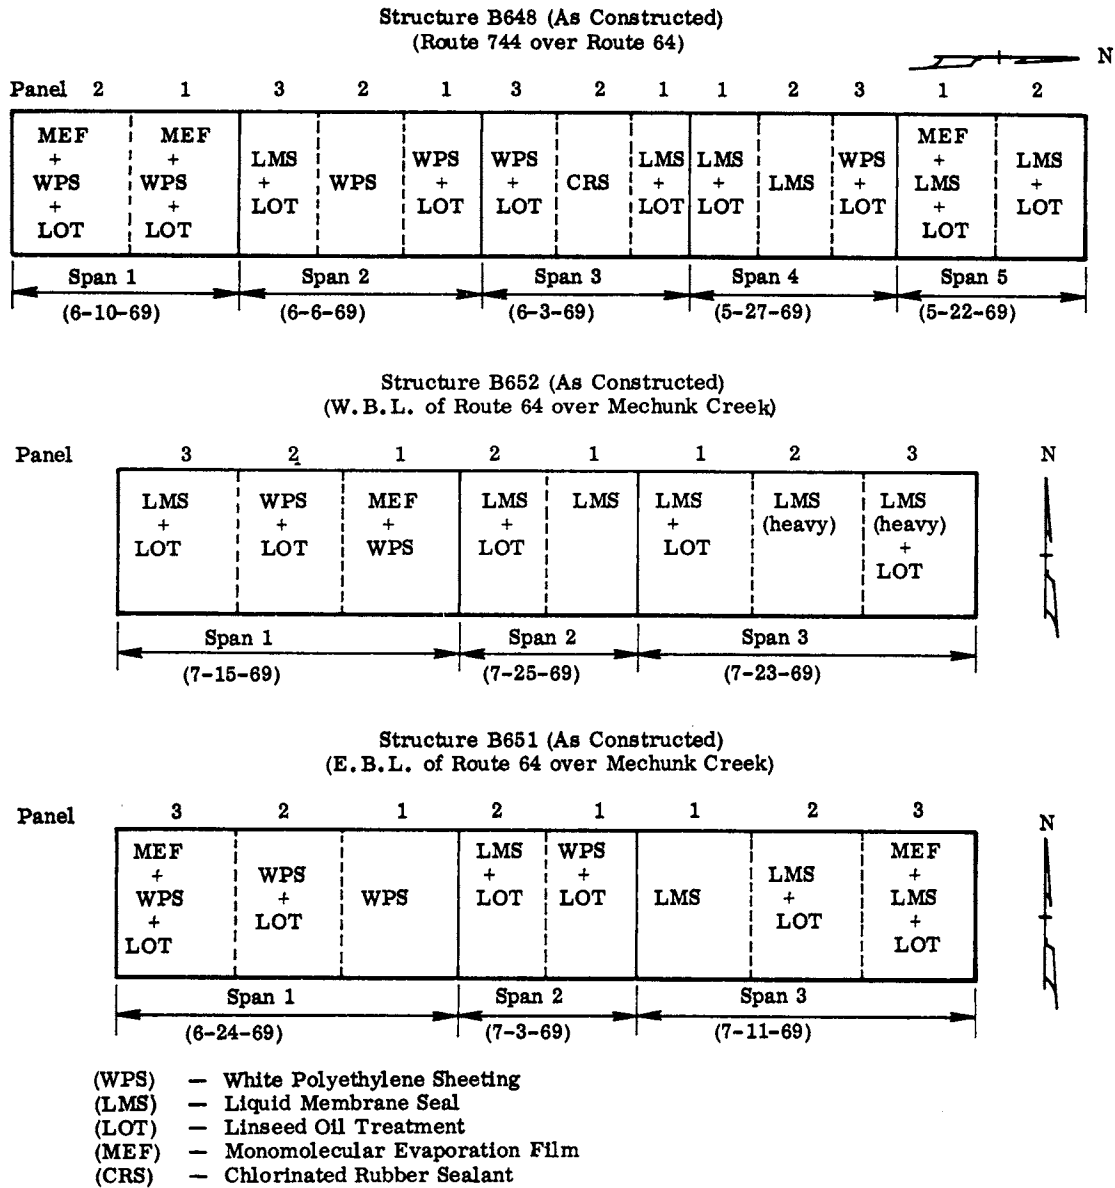 Structure B648 (As Constructed)
(Route 744 over Route 64)
N
Panel 2 1 3 2 1 3 2 1 1 2 3 1 2
MEF + WPS + LOT
MEF + WPS + LOT
LMS + LOT
WPS
WPS + LOT
WPS + LOT
CRS
LMS + LOT
LMS + LOT
LMS
WPS + LOT
MEF + LMS + LOT
LMS + LOT
Span 1 Span 2 Span 3 Span 4 Span 5
(6-10-69) (6-6-69) (6-3-69) (5-27-69) (5-22-69)
Structure B652 (As Constructed)
(W.B.L. of Route 64 over Mechunk Creek)
Panel 3 2 1 2 1 1 2 3 N
LMS + LOT
WPS + LOT
MEF + WPS
LMS + LOT
LMS
LMS + LOT
LMS (heavy)
LMS (heavy) + LOT
Span 1 Span 2 Span 3
(7-15-69) (7-25-69) (7-23-69)
Structure B651 (As Constructed)
(E.B.L. of Route 64 over Mechunk Creek)
Panel 3 2 1 2 1 1 2 3 N
MEF + WPS + LOT
WPS + LOT
WPS
LMS + LOT
WPS + LOT
LMS
LMS + LOT
MEF + LMS + LOT
Span 1 Span 2 Span 3
(6-24-69) (7-3-69) (7-11-69)
(WPS) — White Polyethylene Sheeting
(LMS) — Liquid Membrane Seal
(LOT) — Linseed Oil Treatment
(MEF) — Monomolecular Evaporation Film
(CRS) — Chlorinated Rubber Sealant